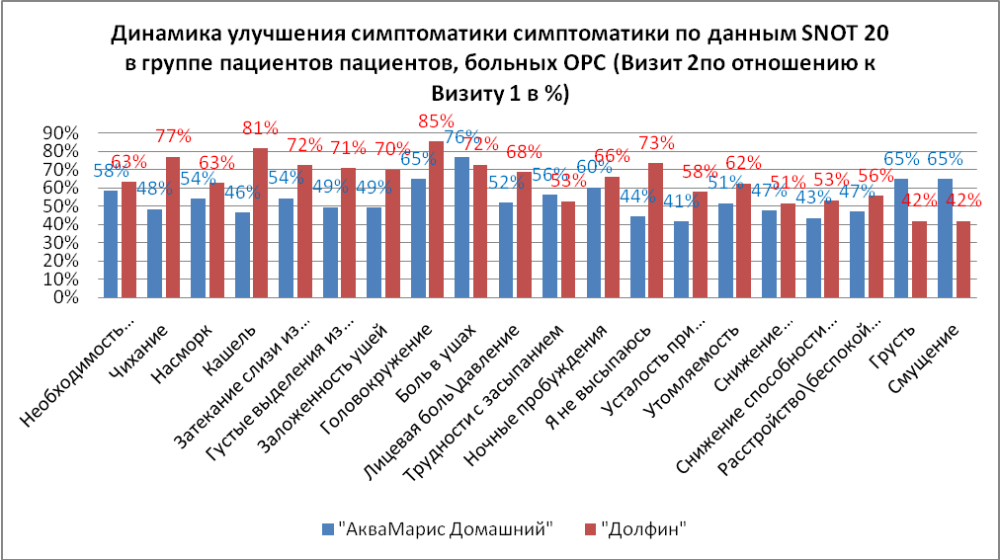 Динамика улучшения симптоматики симптоматики по данным SNOT 20
в группе пациентов пациентов, больных ОРС (Визит 2по отношению к
Визиту 1 в %)
90%
80%
70%
60%
50%
40%
30%
20%
10%
0%
58% 63%
48% 77%
54% 63%
46% 81%
54% 72%
49% 71%
49% 70%
65% 85%
76% 72%
52% 68%
56% 53%
60% 66%
44% 73%
41% 58%
51% 62%
47% 51%
43% 53%
47% 56%
65% 42%
65% 42%
Необходимость…
Чихание
Насморк
Кашель
Затекание слизи из…
Густые выделения из…
Заложенность ушей
Головокружение
Боль в ушах
Лицевая боль\давление
Трудности с засыпанием
Ночные пробуждения
Я не высыпаюсь
Усталость при…
Утомляемость
Снижение…
Снижение способности…
Расстройство\беспокой…
Грусть
Смущение
"АкваМарис Домашний" "Долфин"